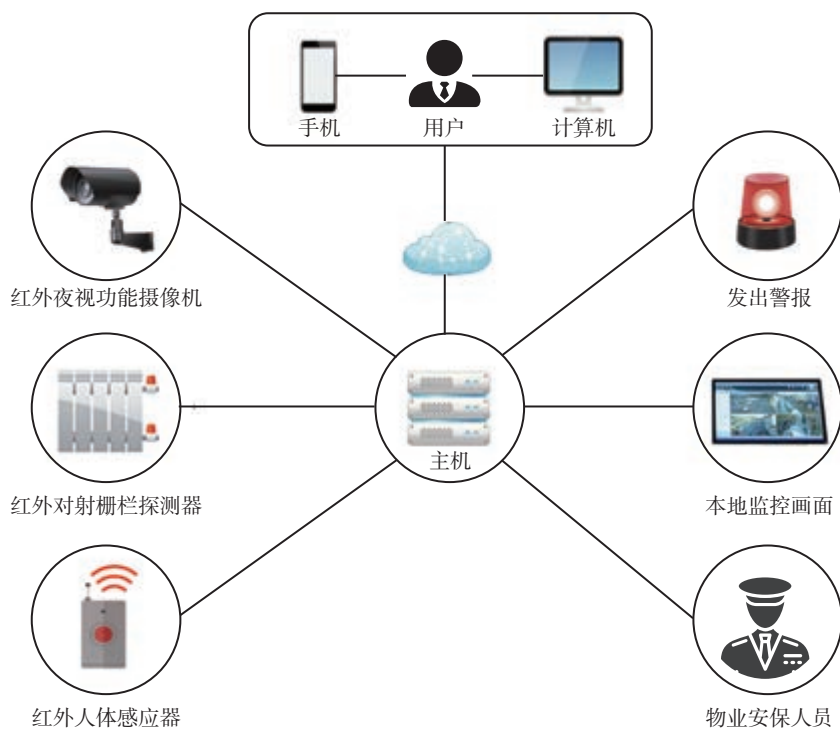 手机
用户
计算机
红外夜视功能摄像机
发出警报
主机
红外对射栅栏探测器
本地监控画面
红外人体感应器
物业安保人员